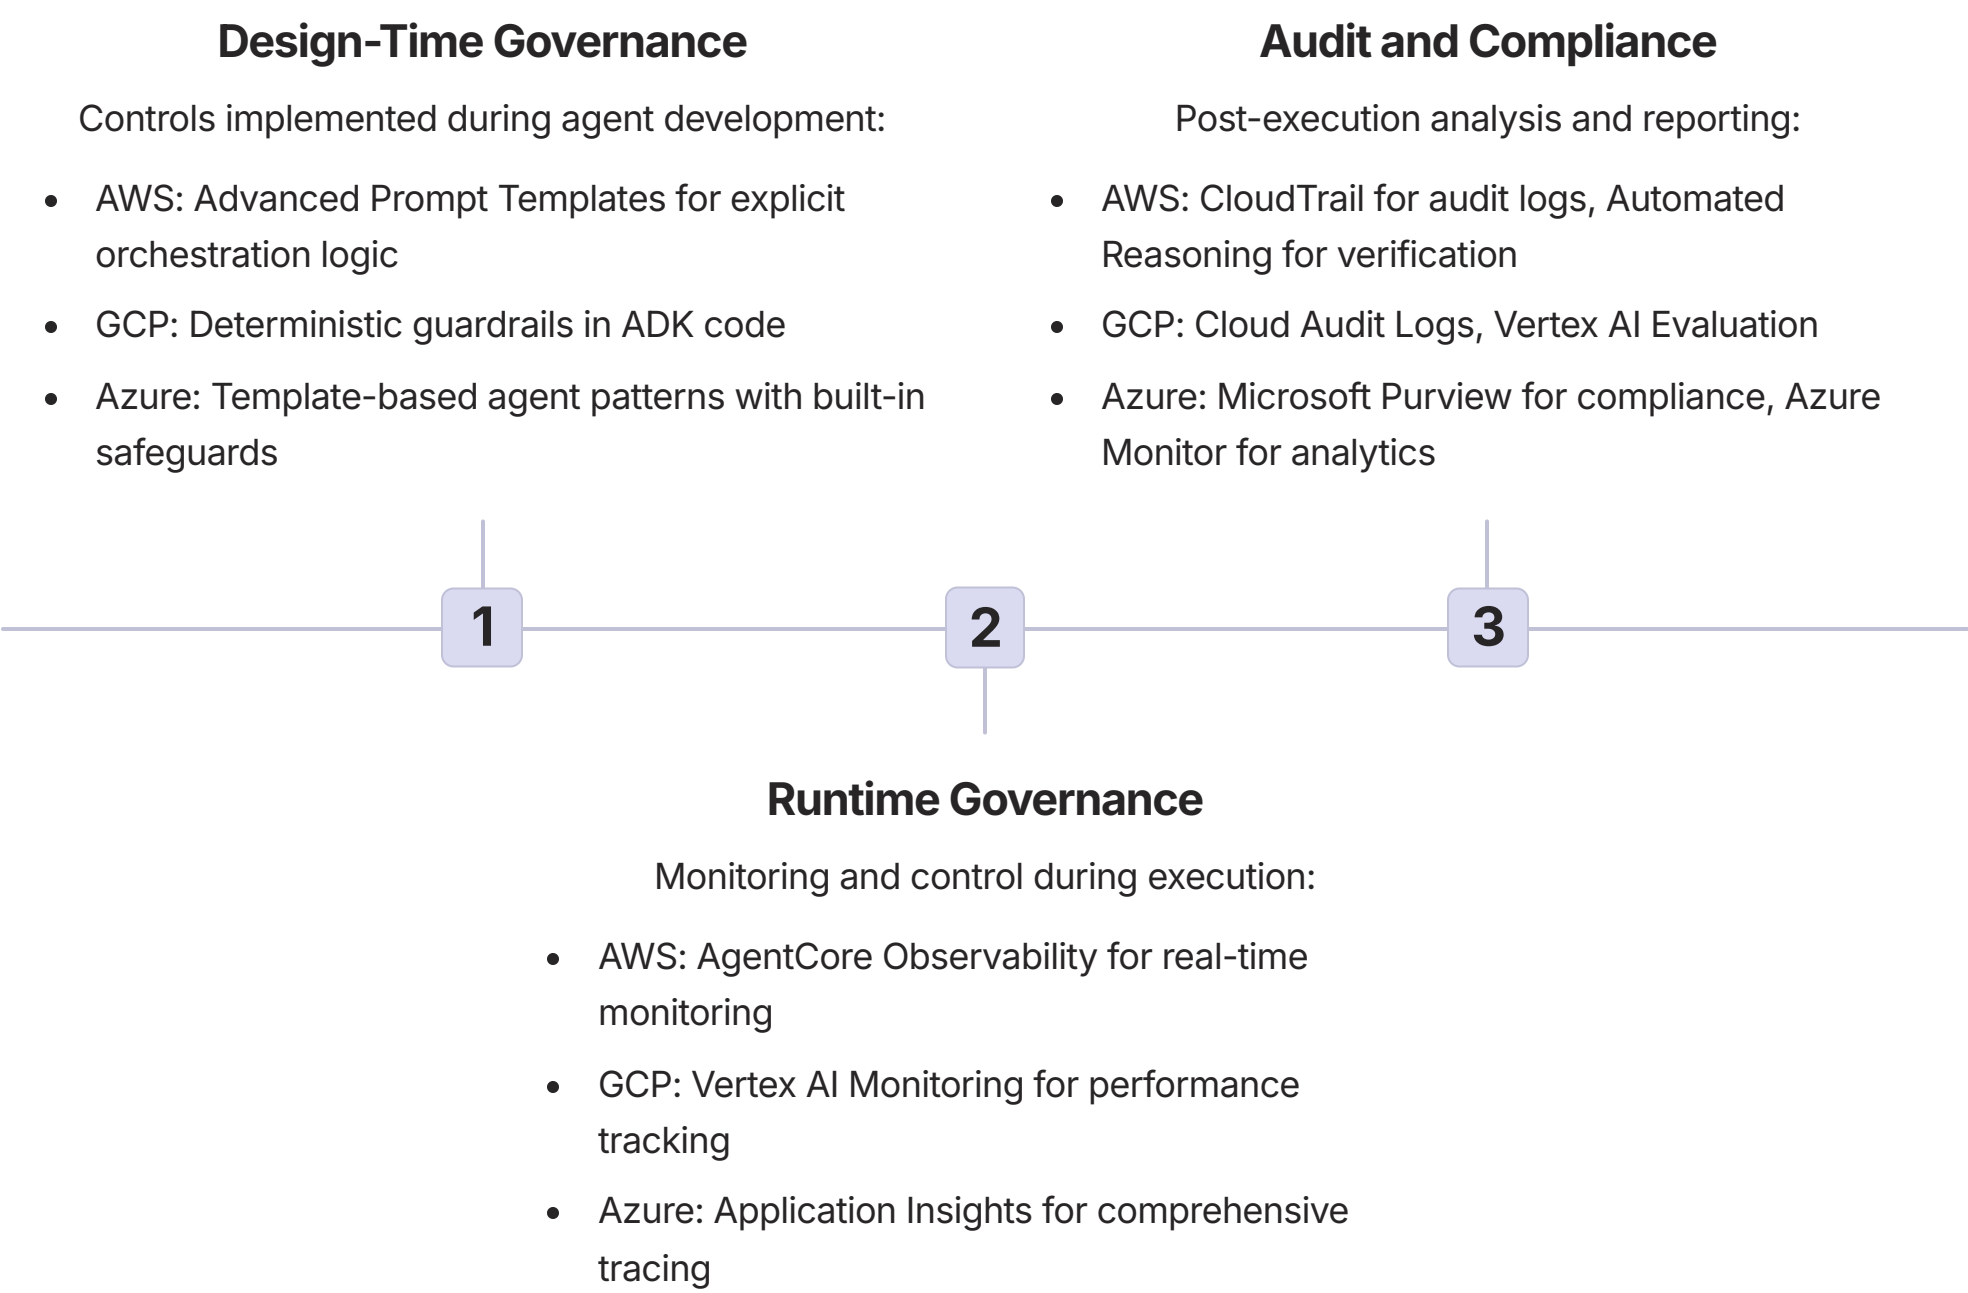 Design-Time Governance
Controls implemented during agent development:
• AWS: Advanced Prompt Templates for explicit
orchestration logic
• GCP: Deterministic guardrails in ADK code
• Azure: Template-based agent patterns with built-in
safeguards
Audit and Compliance
Post-execution analysis and reporting:
• AWS: CloudTrail for audit logs, Automated
Reasoning for verification
• GCP: Cloud Audit Logs, Vertex AI Evaluation
• Azure: Microsoft Purview for compliance, Azure
Monitor for analytics
1
2
3
Runtime Governance
Monitoring and control during execution:
• AWS: AgentCore Observability for real-time
monitoring
• GCP: Vertex AI Monitoring for performance
tracking
• Azure: Application Insights for comprehensive
tracing